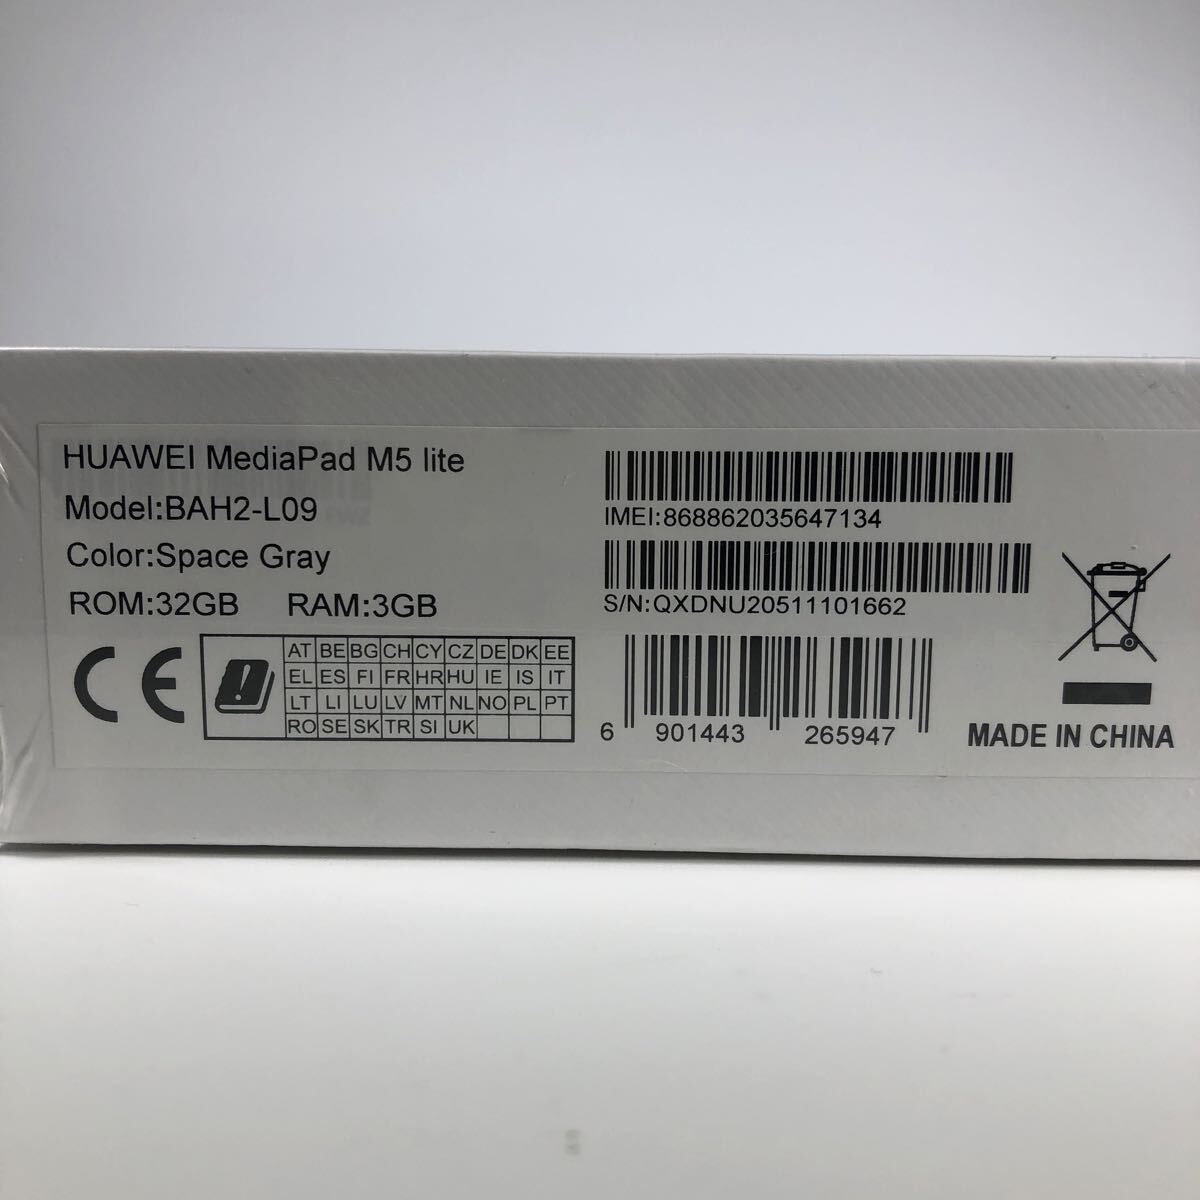 HUAWEI MediaPad M5 lite
Model:BAH2-L09
Color:Space Gray
ROM:32GB RAM:3GB
CE
AT BE BG CH CY CZ DE DK EE
EL ES FI FR HR HU IE IS IT
LT LI LU LV MT NL NO PL PT
RO SE SK TR SI UK
IMEI:868862035647134
S/N:QXDNU20511101662
6 901443 265947
MADE IN CHINA